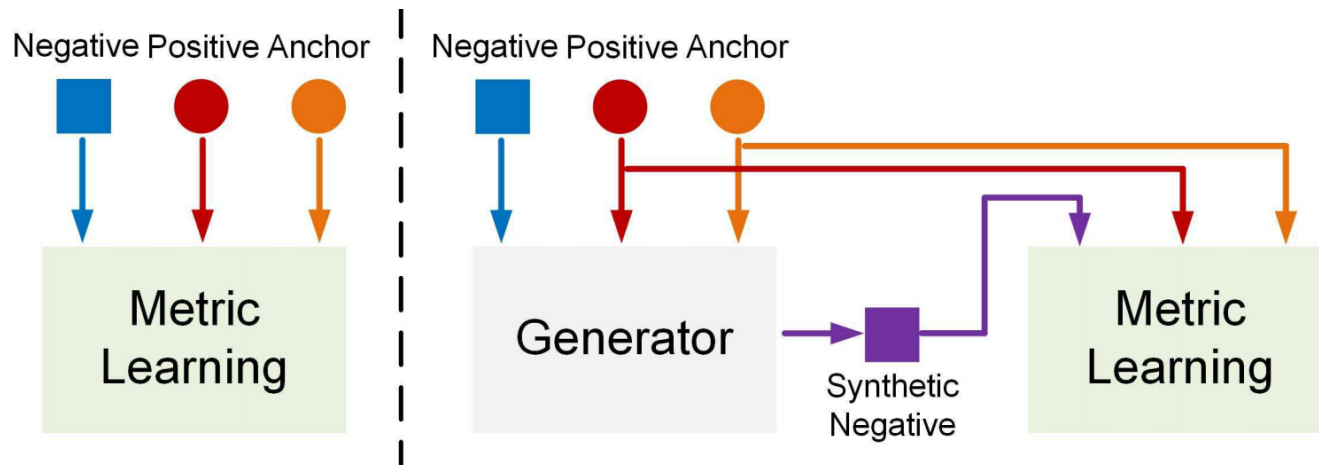 Negative Positive Anchor
Metric
Learning
Negative Positive Anchor
Generator
Synthetic
Negative
Metric
Learning